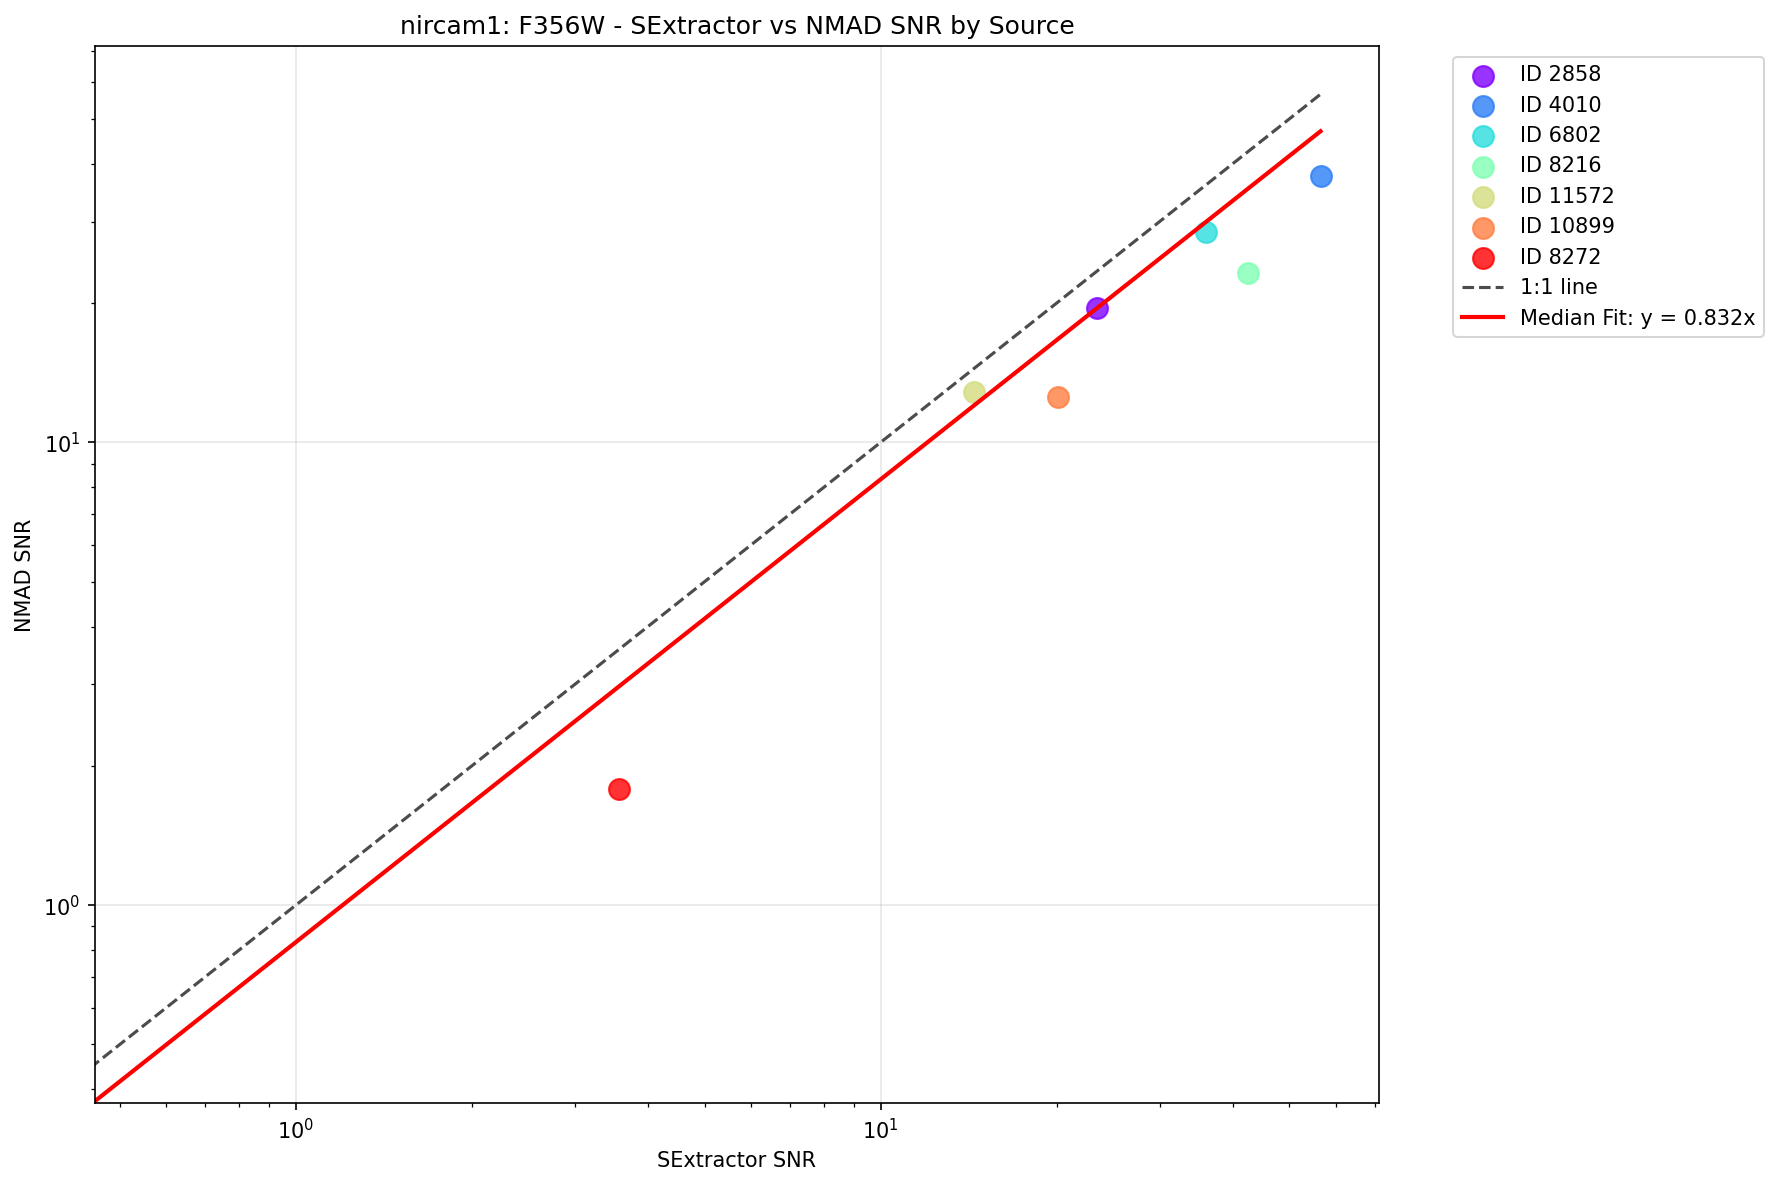 nircam1: F356W - SExtractor vs NMAD SNR by Source
ID 2858
ID 4010
ID 6802
ID 8216
ID 11572
ID 10899
ID 8272
1:1 line
Median Fit: y = 0.832x
NMAD SNR
10¹
10⁰
10⁰
10¹
SExtractor SNR